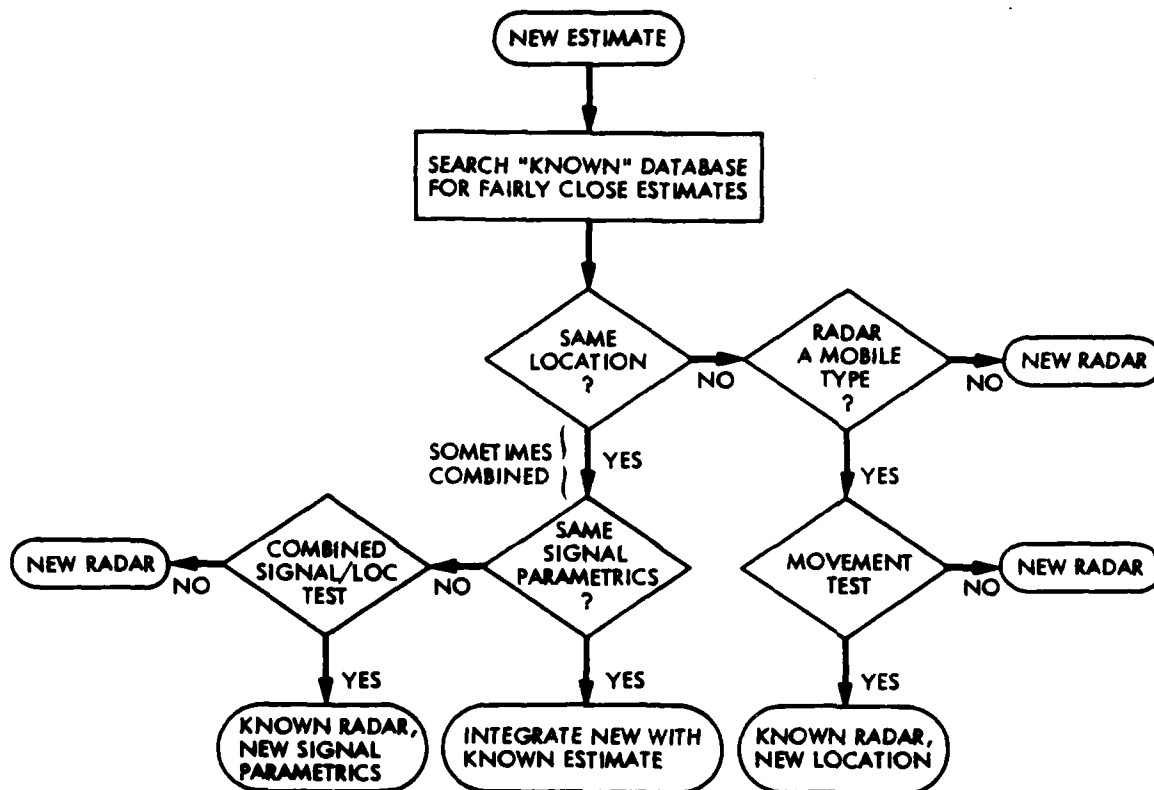 NEW ESTIMATE
SEARCH "KNOWN" DATABASE
FOR FAIRLY CLOSE ESTIMATES
SAME
LOCATION
?
NO
RADAR
A MOBILE
TYPE
?
NO
NEW RADAR
SOMETIMES
COMBINED
YES
YES
NEW RADAR
NO
COMBINED
SIGNAL/LOC
TEST
NO
SAME
SIGNAL
PARAMETRICS
?
MOVEMENT
TEST
NO
NEW RADAR
YES
YES
YES
KNOWN RADAR,
NEW SIGNAL
PARAMETRICS
INTEGRATE NEW WITH
KNOWN ESTIMATE
KNOWN RADAR,
NEW LOCATION